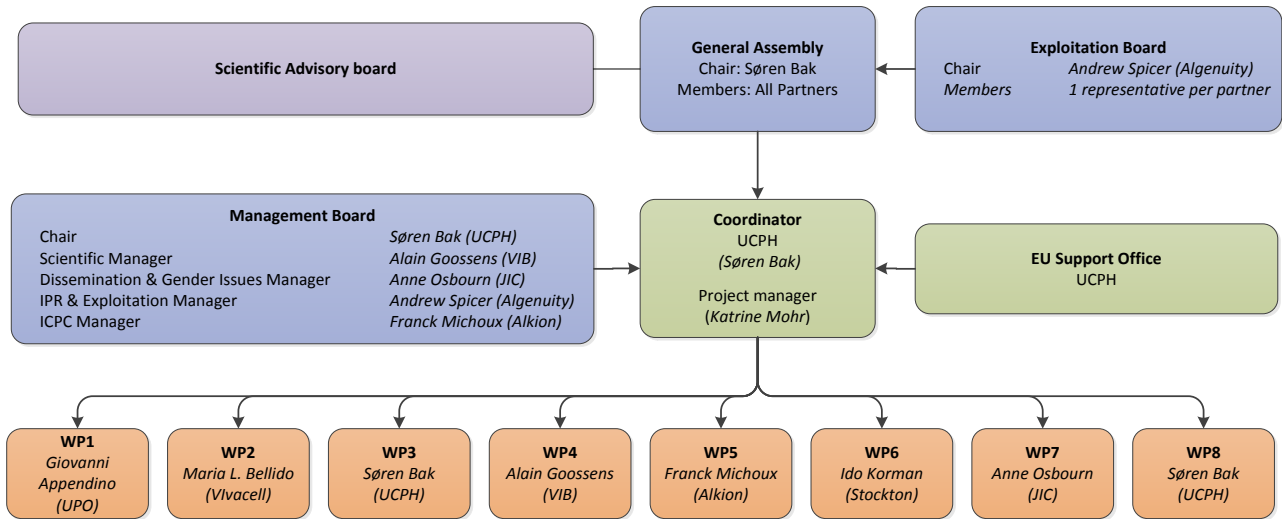 Scientific Advisory board
General Assembly
Chair: Søren Bak
Members: All Partners
Exploitation Board
Chair Andrew Spicer (Algenuity)
Members 1 representative per partner
Management Board
Chair Søren Bak (UCPH)
Scientific Manager Alain Goossens (VIB)
Dissemination & Gender Issues Manager Anne Osbourn (JIC)
IPR & Exploitation Manager Andrew Spicer (Algenuity)
ICPC Manager Franck Michoux (Alkion)
Coordinator
UCPH
(Søren Bak)
Project manager
(Katrine Mohr)
EU Support Office
UCPH
WP1
Giovanni
Appendino
(UPO)
WP2
Maria L. Bellido
(VIvacell)
WP3
Søren Bak
(UCPH)
WP4
Alain Goossens
(VIB)
WP5
Franck Michoux
(Alkion)
WP6
Ido Korman
(Stockton)
WP7
Anne Osbourn
(JIC)
WP8
Søren Bak
(UCPH)